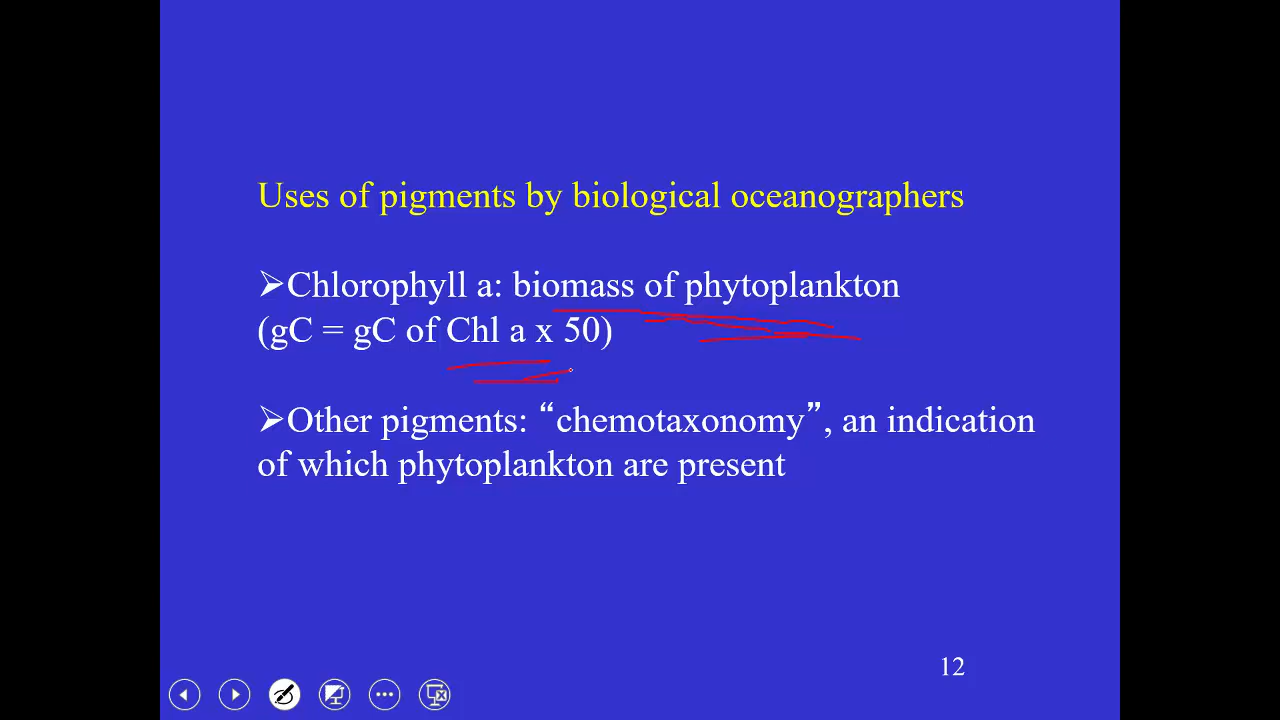 Uses of pigments by biological oceanographers
➢Chlorophyll a: biomass of phytoplankton
(gC = gC of Chl a x 50)
➢Other pigments: “chemotaxonomy”, an indication
of which phytoplankton are present
12